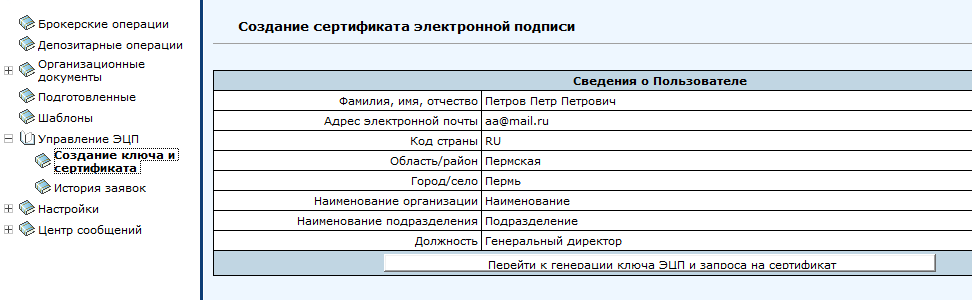 Брокерские операции
Депозитарные операции
Организационные
документы
Подготовленные
Шаблоны
Управление ЭЦП
Создание ключа и
сертификата
История заявок
Настройки
Центр сообщений
Создание сертификата электронной подписи
Сведения о Пользователе
Фамилия, имя, отчество Петров Петр Петрович
Адрес электронной почты aa@mail.ru
Код страны RU
Область/район Пермская
Город/село Пермь
Наименование организации Наименование
Наименование подразделения Подразделение
Должность Генеральный директор
Перейти к генерации ключа ЭЦП и запроса на сертификат